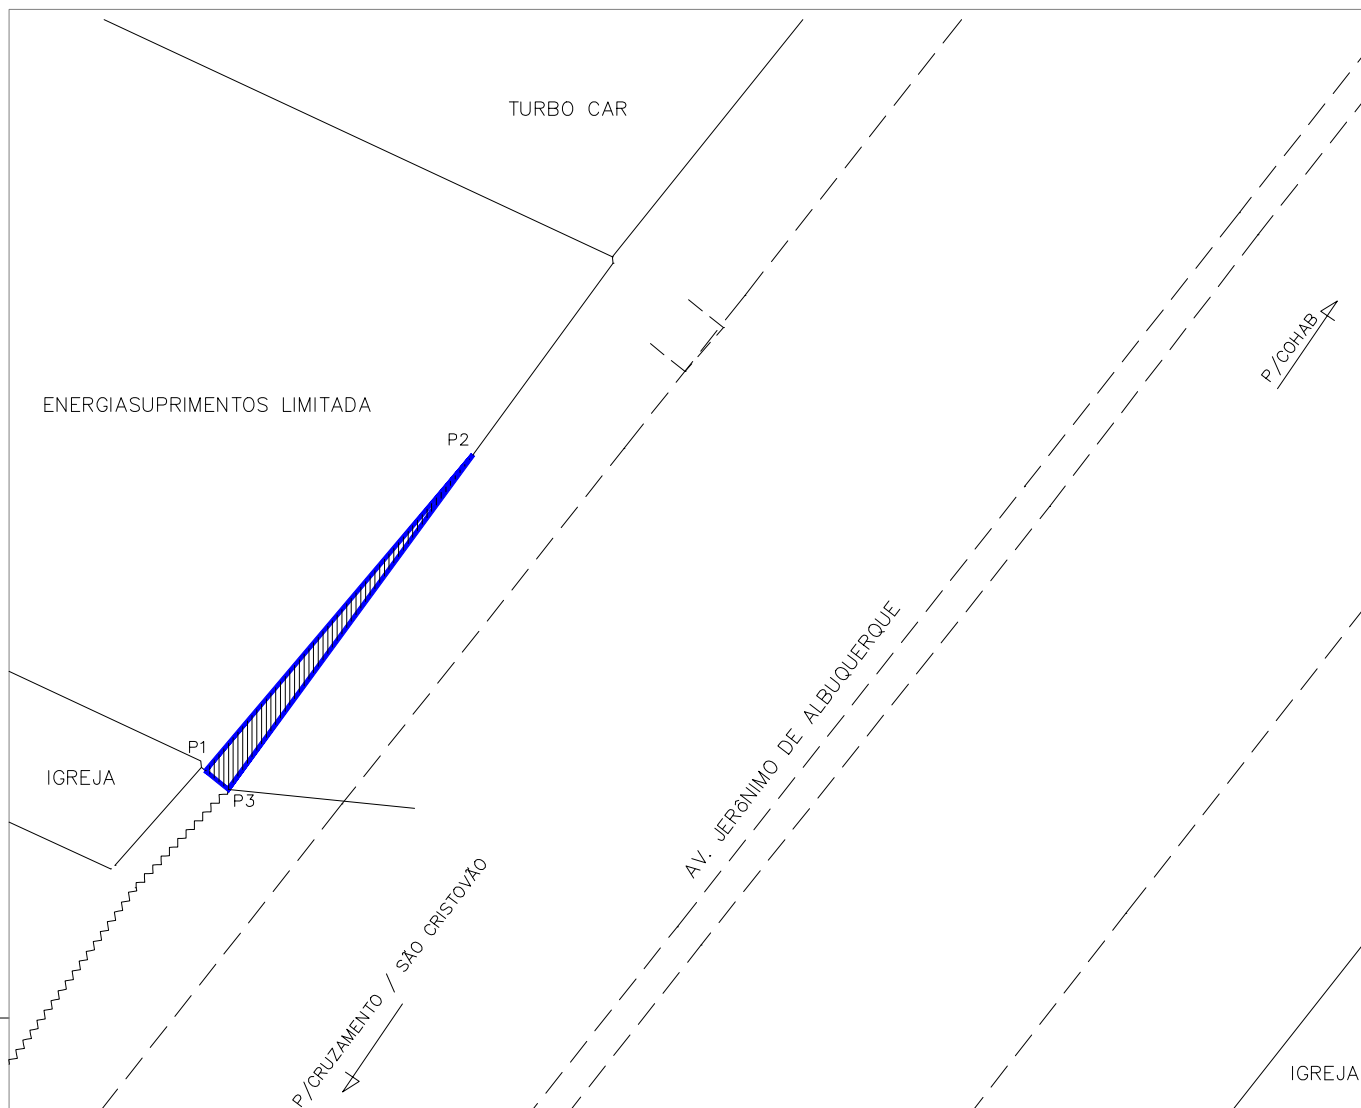 TURBO CAR
P/COHAB
ENERGIASUPRIMENTOS LIMITADA
P2
AV. JERôNIMO DE ALBUQUERQUE
P1
IGREJA
P3
P/CRUZAMENTO / SÃO CRISTOVÃO
IGREJA